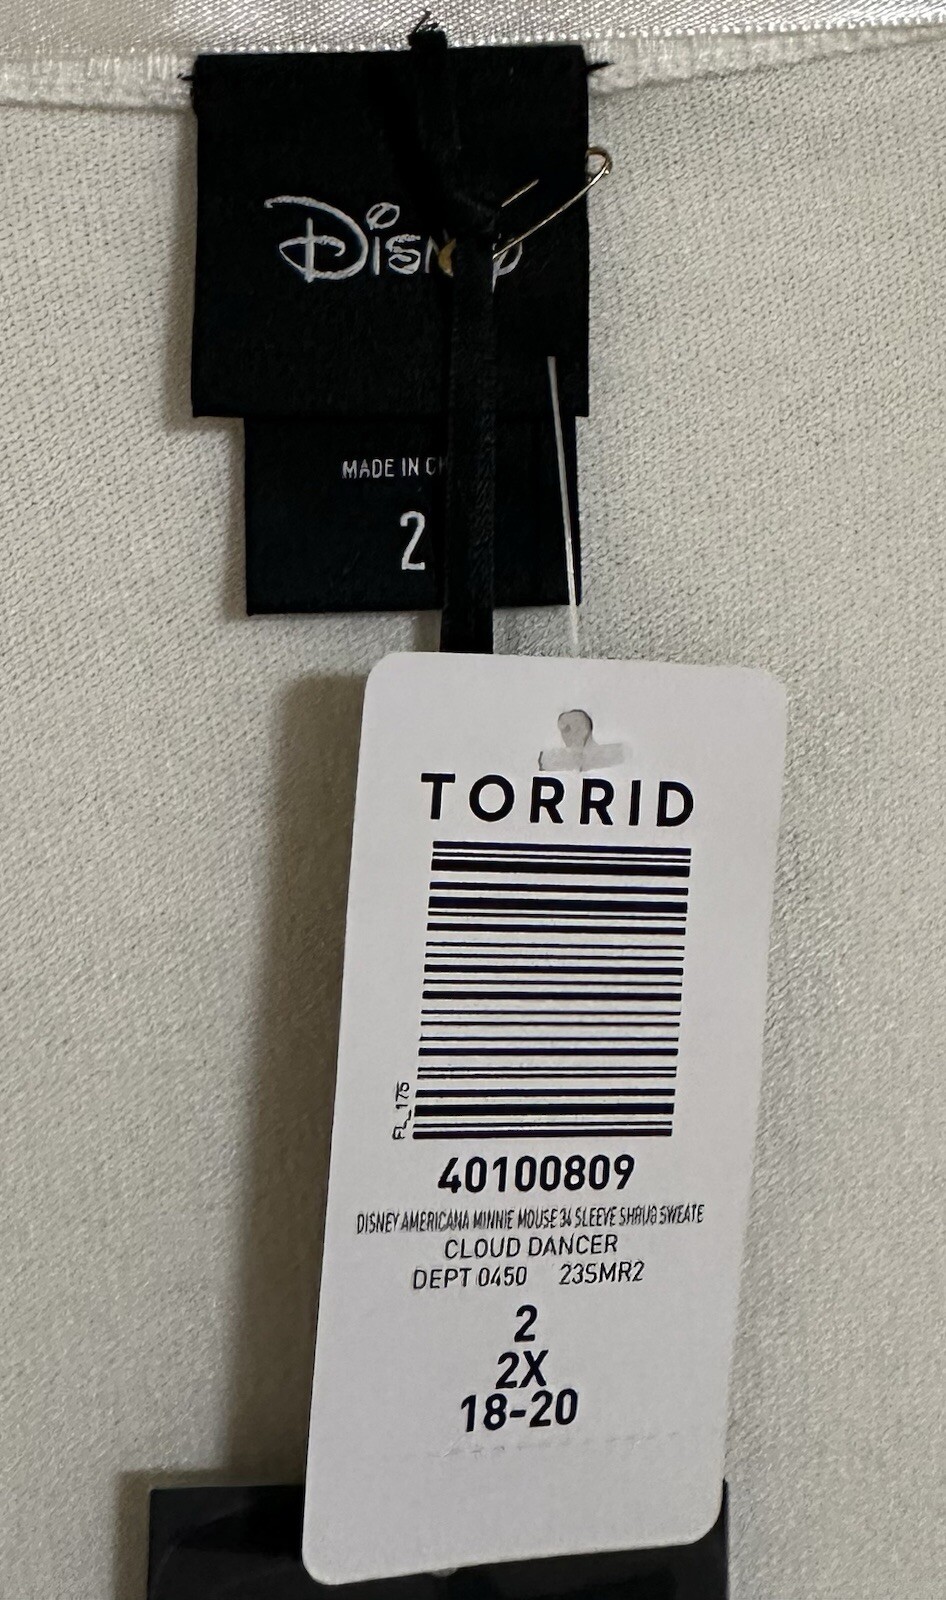 Disney
MADE IN CH
2
TORRID
FL_175
40100809
DISNEY AMERICANA MINNIE MOUSE 34 SLEEVE SHRUG SWEATE
CLOUD DANCER
DEPT 0450 23SMR2
2
2X
18-20